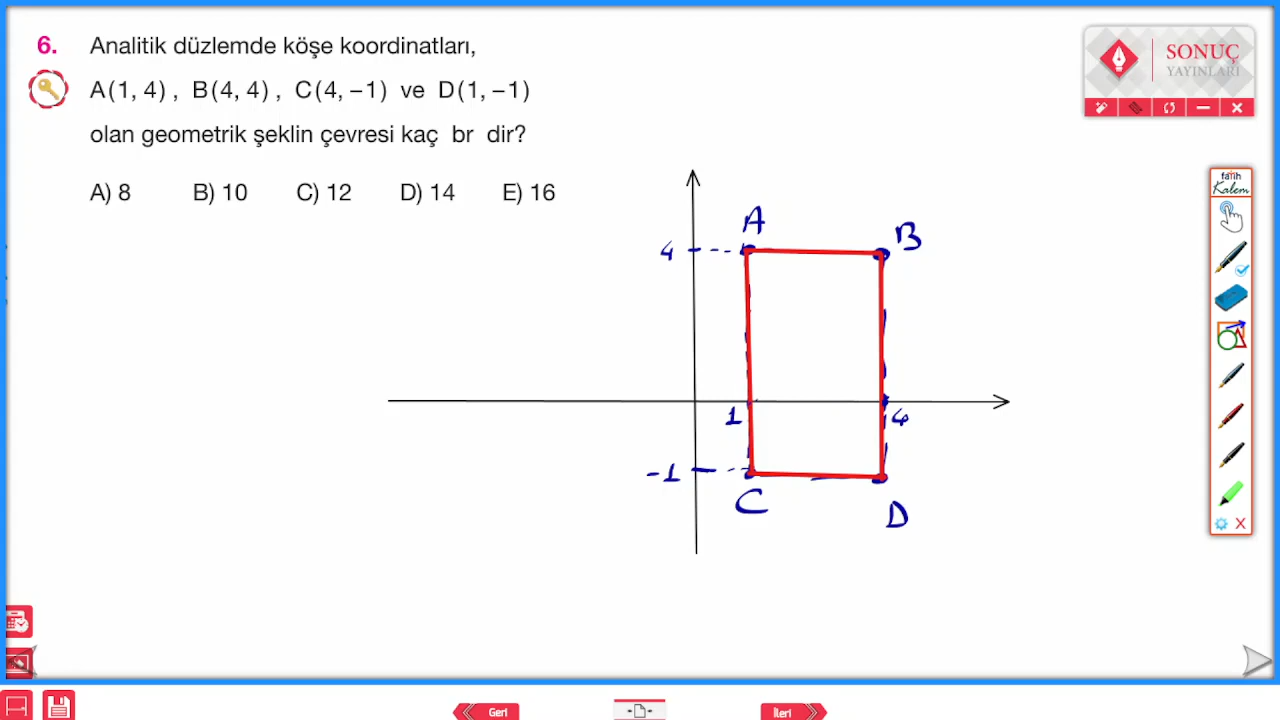 6. Analitik düzlemde köşe koordinatları,
A(1, 4) , B(4, 4) , C(4, −1) ve D(1, −1)
olan geometrik şeklin çevresi kaç br dir?
A) 8 B) 10 C) 12 D) 14 E) 16
SONUÇ
YAYINLARI
fatih
Kalem
A
B
4
1
4
-1
C
D
Geri
İleri